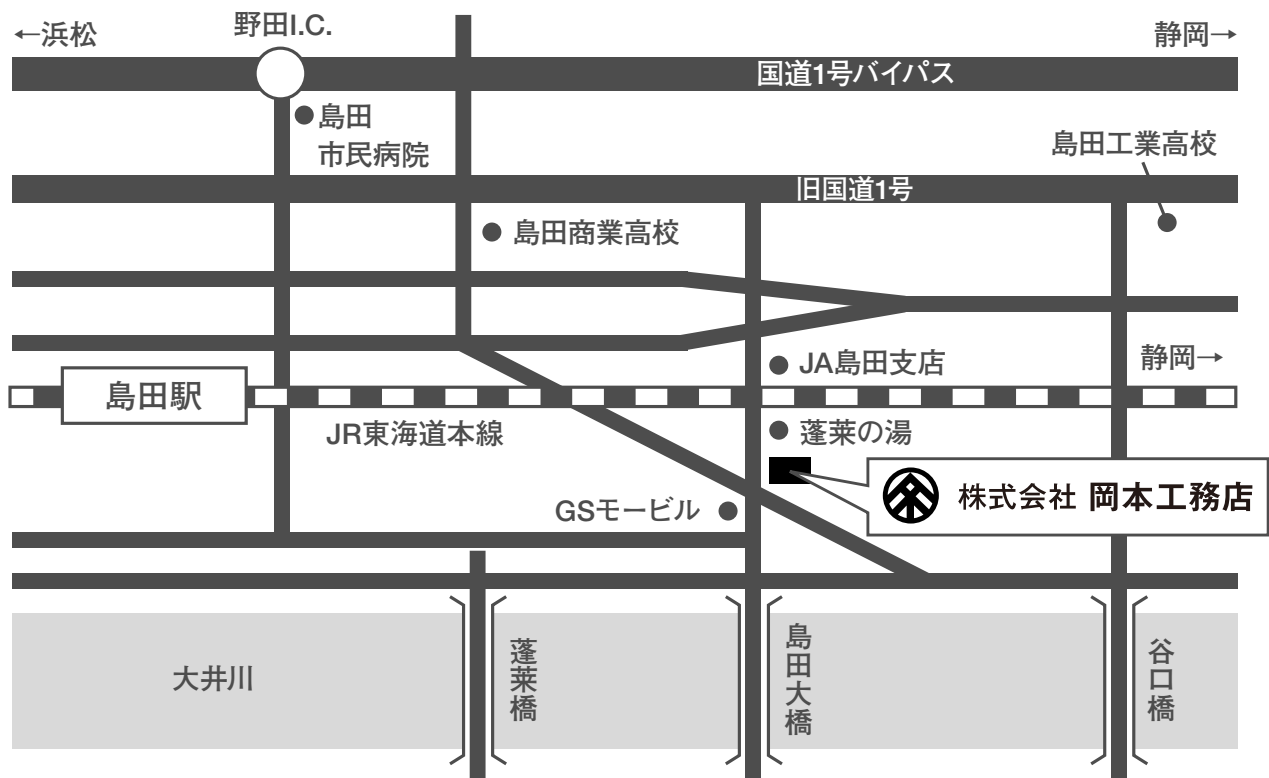 ←浜松
野田I.C.
静岡→
国道1号バイパス
島田
市民病院
島田工業高校
旧国道1号
島田商業高校
JA島田支店
静岡→
島田駅
JR東海道本線
蓬莱の湯
株式会社 岡本工務店
GSモービル
大井川
蓬莱橋
島田大橋
谷口橋